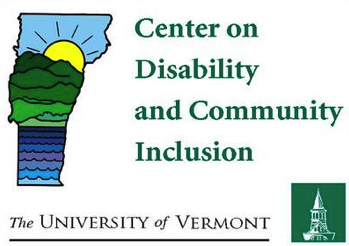 Center on
Disability
and Community
Inclusion
The UNIVERSITY of VERMONT